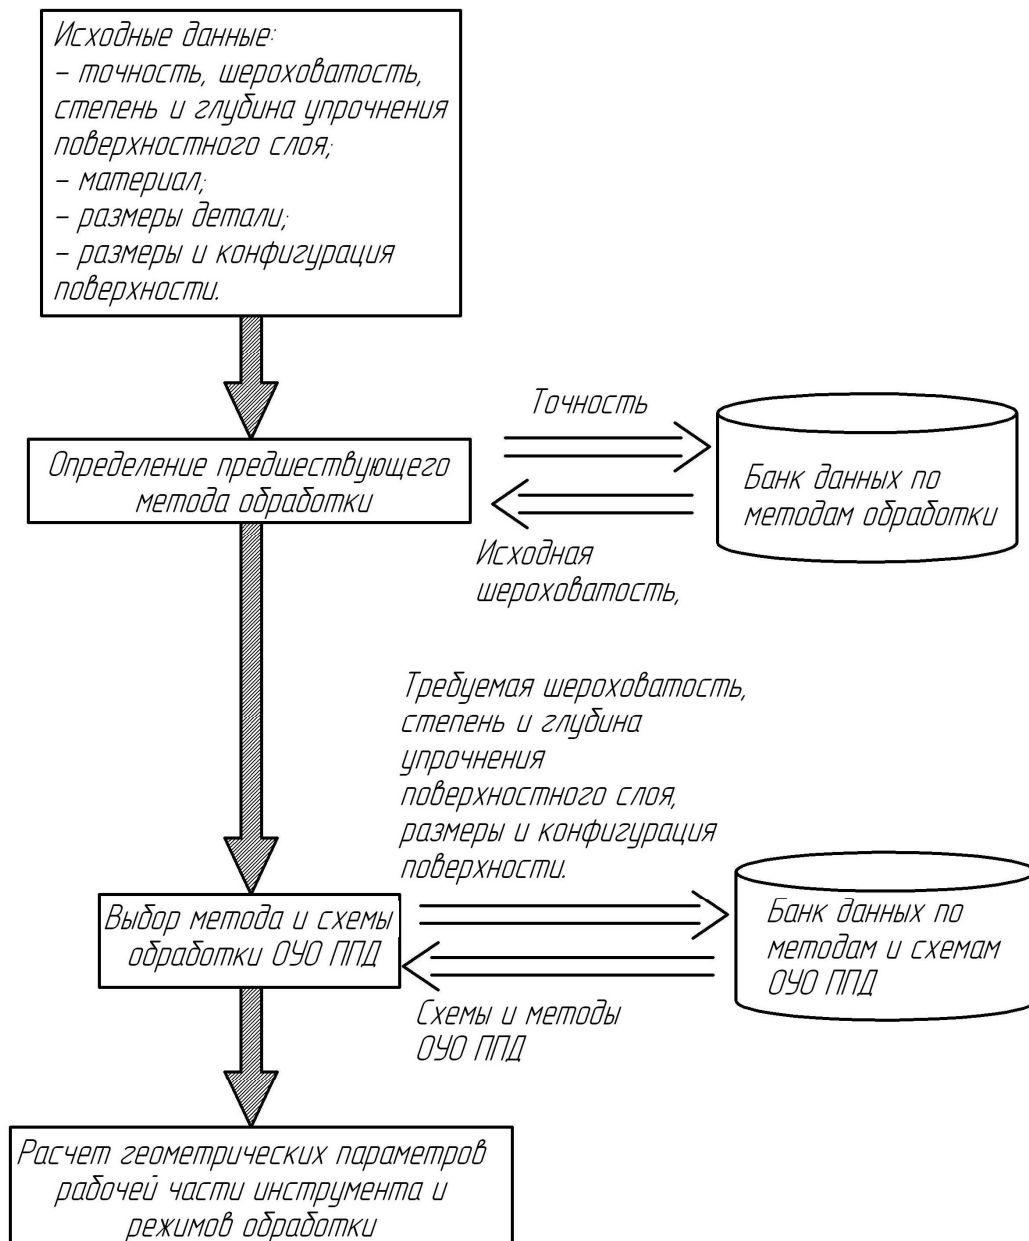 Исходные данные:
– точность, шероховатость,
степень и глубина упрочнения
поверхностного слоя;
– материал;
– размеры детали;
– размеры и конфигурация
поверхности.
Точность
Определение предшествующего
метода обработки
Банк данных по
методам обработки
Исходная
шероховатость,
Требуемая шероховатость,
степень и глубина
упрочнения
поверхностного слоя,
размеры и конфигурация
поверхности.
Выбор метода и схемы
обработки ОУО ППД
Банк данных по
методам и схемам
ОУО ППД
Схемы и методы
ОУО ППД
Расчет геометрических параметров
рабочей части инструмента и
режимов обработки